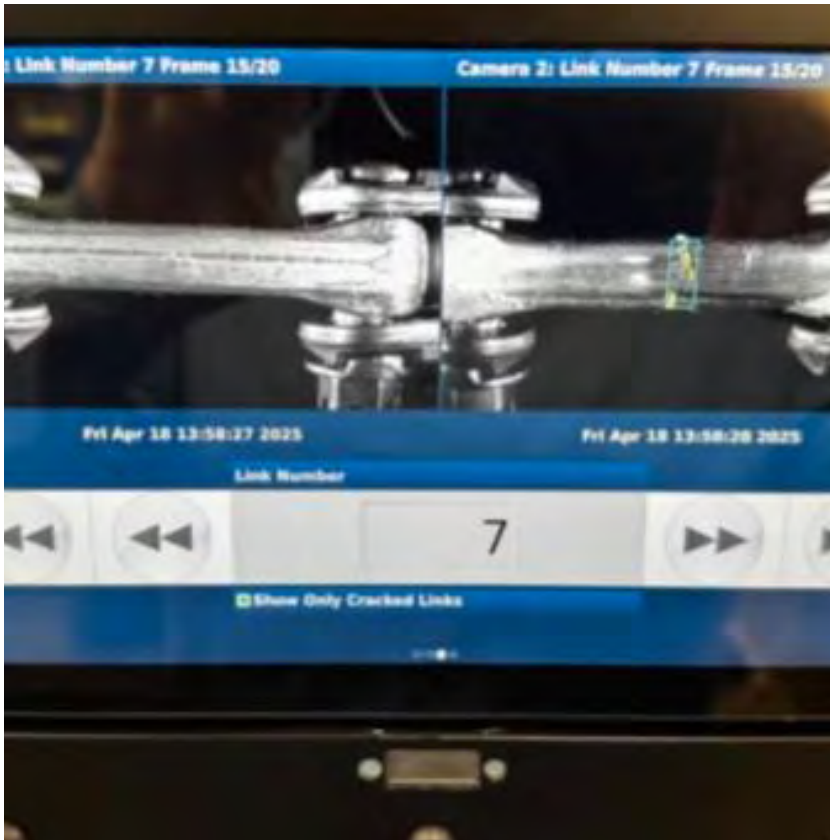 : Link Number 7 Frame 15/20
Camera 2: Link Number 7 Frame 15/20
Fri Apr 18 13:58:27 2025
Fri Apr 18 13:58:28 2025
Link Number
7
Show Only Cracked Links